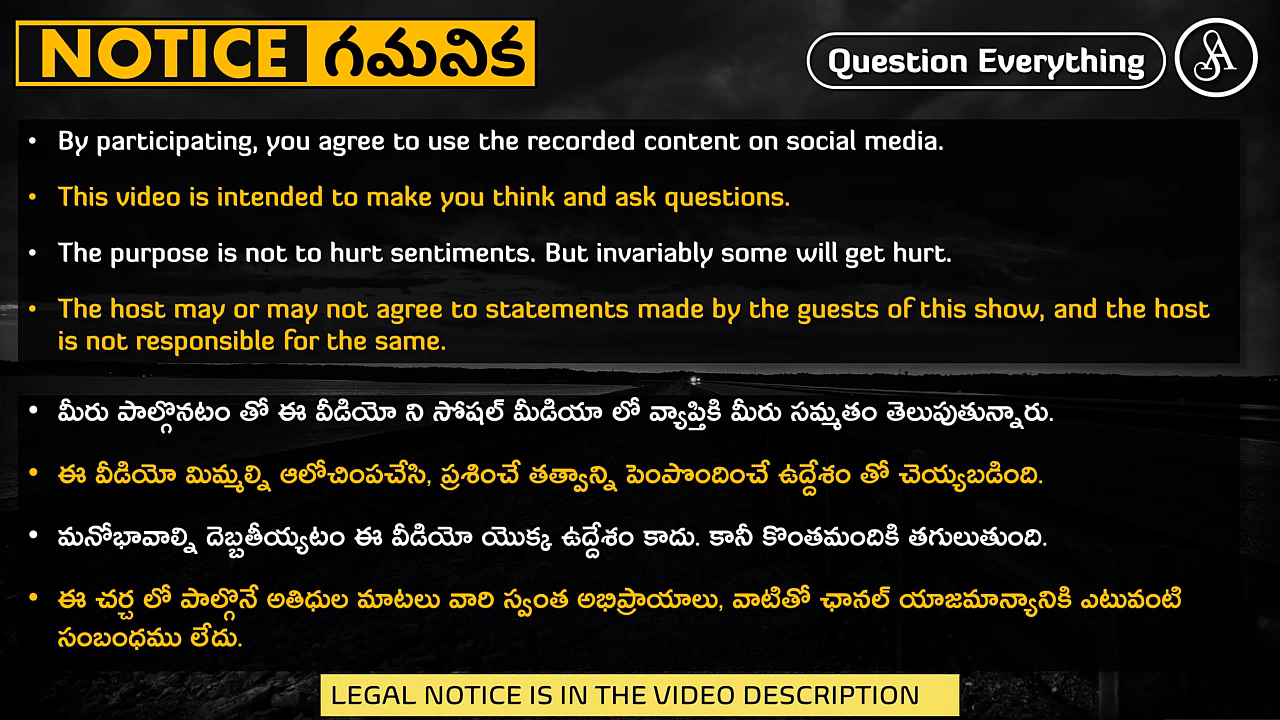 NOTICE గమనిక
Question Everything
• By participating, you agree to use the recorded content on social media.
• This video is intended to make you think and ask questions.
• The purpose is not to hurt sentiments. But invariably some will get hurt.
• The host may or may not agree to statements made by the guests of this show, and the host
is not responsible for the same.
• మీరు పాల్గొనటం తో ఈ వీడియో ని సోషల్ మీడియా లో వ్యాప్తికి మీరు సమ్మతం తెలుపుతున్నారు.
• ఈ వీడియో మిమ్మల్ని ఆలోచింపచేసి, ప్రశించే తత్వాన్ని పెంపొందించే ఉద్దేశం తో చెయ్యబడింది.
• మనోభావాల్ని దెబ్బతీయ్యటం ఈ వీడియో యొక్క ఉద్దేశం కాదు. కానీ కొంతమందికి తగులుతుంది.
• ఈ చర్చ లో పాల్గొనే అతిధుల మాటలు వారి స్వంత అభిప్రాయాలు, వాటితో ఛానల్ యాజమాన్యానికి ఎటువంటి
సంబంధము లేదు.
LEGAL NOTICE IS IN THE VIDEO DESCRIPTION